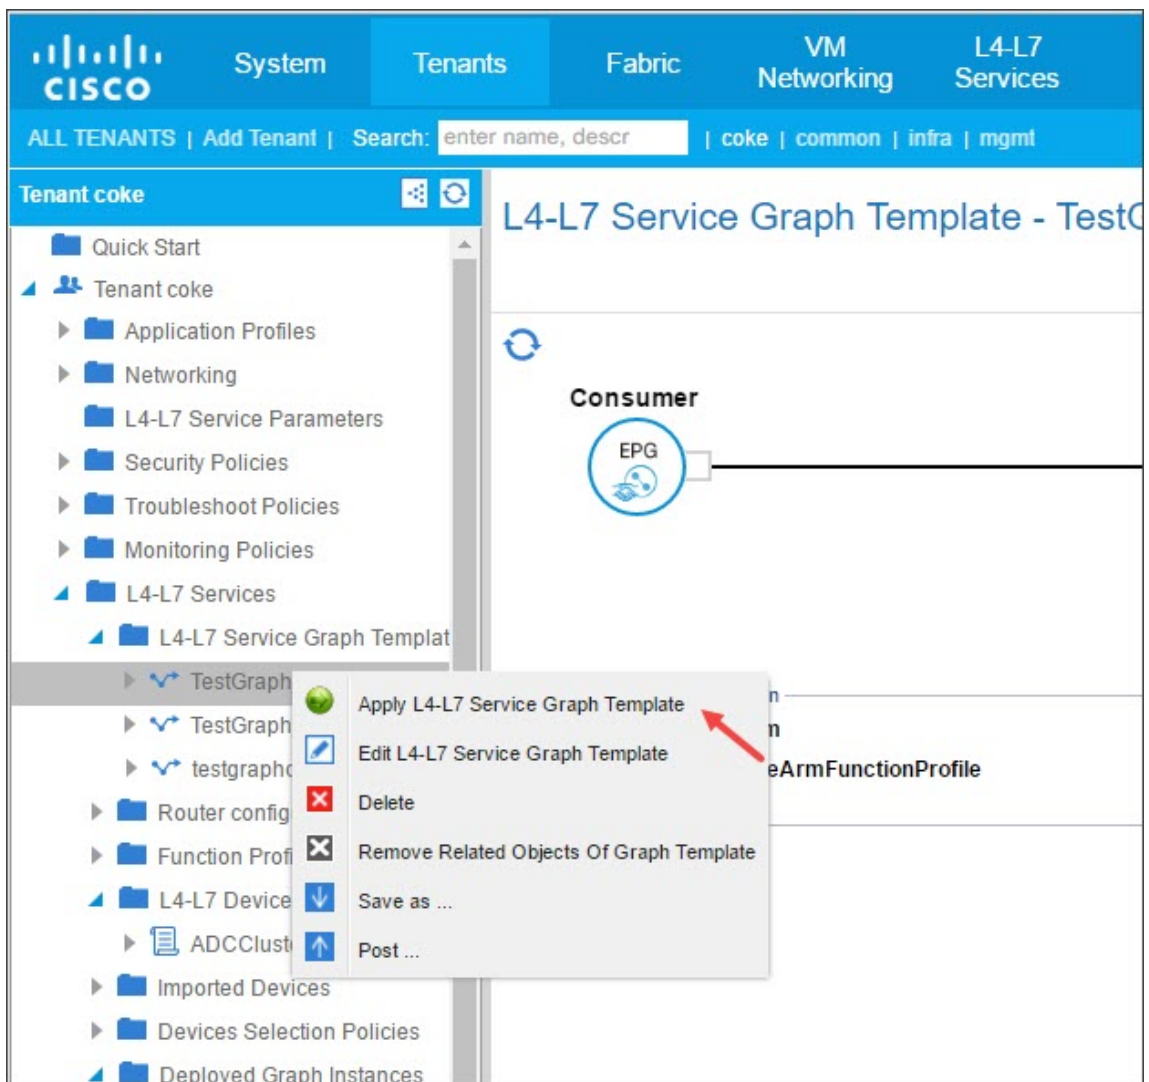 CISCO
System
Tenants
Fabric
VM
Networking
L4-L7
Services
ALL TENANTS | Add Tenant | Search: enter name, descr | coke | common | infra | mgmt
Tenant coke
L4-L7 Service Graph Template - TestG
Quick Start
Tenant coke
Application Profiles
Networking
L4-L7 Service Parameters
Security Policies
Troubleshoot Policies
Monitoring Policies
L4-L7 Services
L4-L7 Service Graph Templat
TestGraph
TestGraph
testgraph
Router config
Function Profi
L4-L7 Device
ADCClust
Imported Devices
Devices Selection Policies
Deployed Graph Instances
Apply L4-L7 Service Graph Template
Edit L4-L7 Service Graph Template
Delete
Remove Related Objects Of Graph Template
Save as ...
Post ...
Consumer
EPG
n
m
eArmFunctionProfile